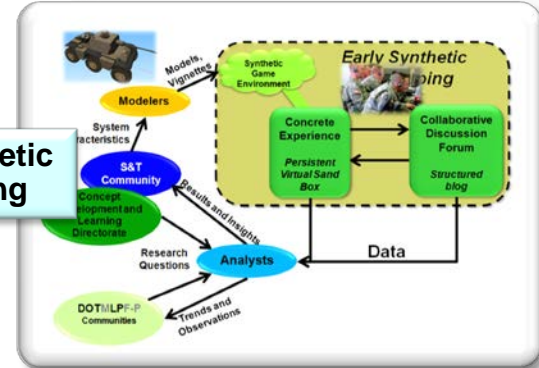 Early Synthetic
ping
Synthetic
Game
Environment
Models,
Vignettes
Modelers
System
racteristics
etic
ng
S&T
Community
Concept
elopment and
Learning
Directorate
Results and Insights
Research
Questions
Analysts
DOTMLPF-P
Communities
Trends and
Observations
Concrete
Experience
Persistent
Virtual Sand
Box
Collaborative
Discussion
Forum
Structured
blog
Data